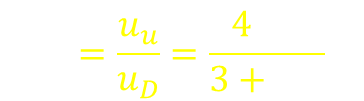 = u_u / u_D = 4 / 3 +